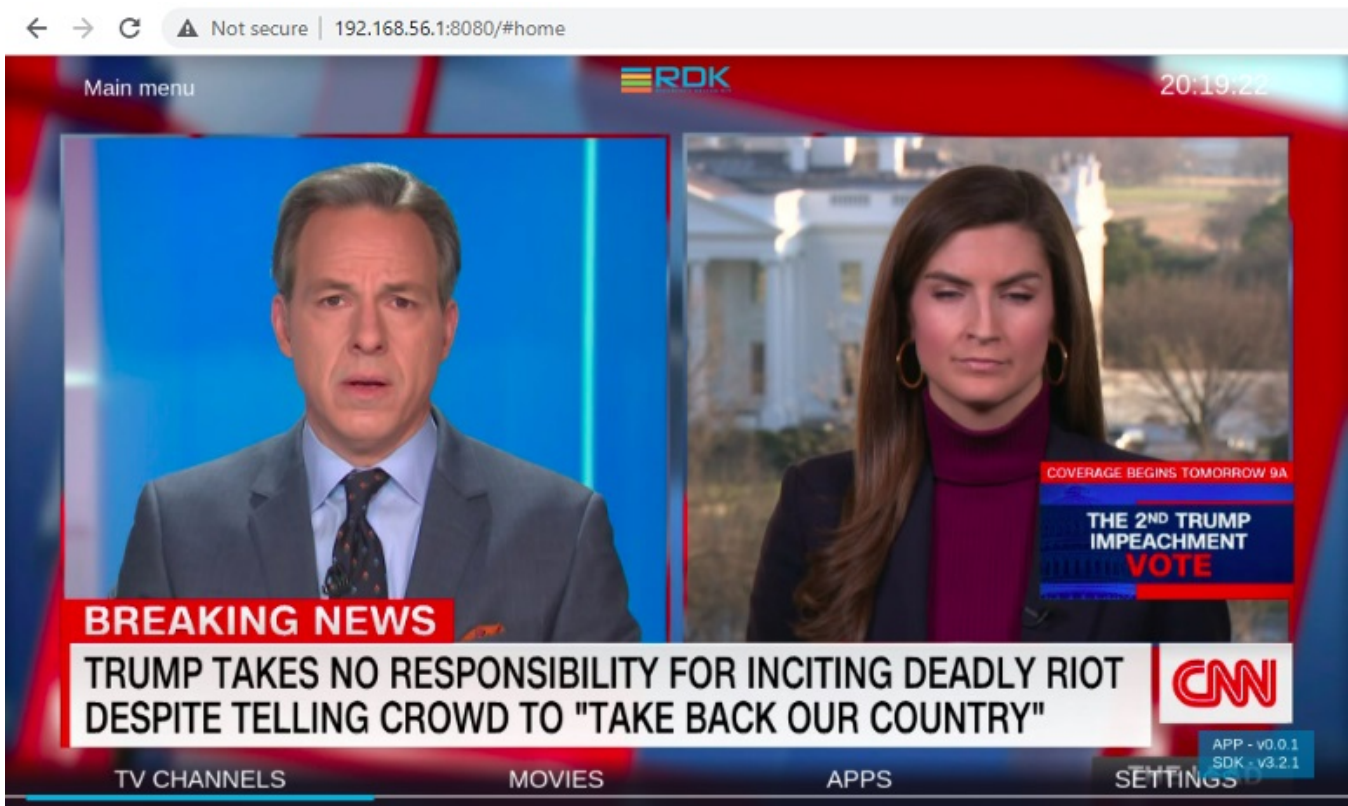 Not secure | 192.168.56.1:8080/#home
Main menu
RDK
20:19:22
COVERAGE BEGINS TOMORROW 9A
THE 2ND TRUMP
IMPEACHMENT
VOTE
BREAKING NEWS
TRUMP TAKES NO RESPONSIBILITY FOR INCITING DEADLY RIOT
DESPITE TELLING CROWD TO "TAKE BACK OUR COUNTRY"
CNN
APP - v0.0.1
SDK - v3.2.1
TV CHANNELS
MOVIES
APPS
SETTINGS